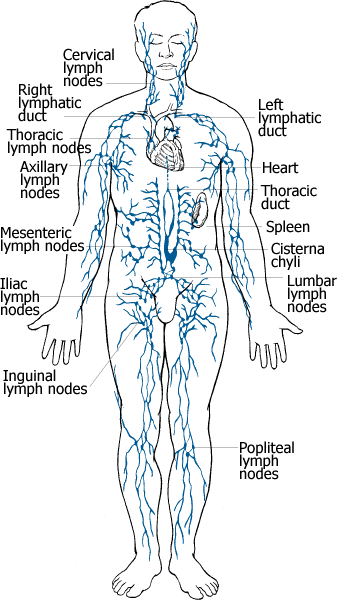 Cervical
lymph
nodes
Right
lymphatic
duct
Thoracic
lymph nodes
Axillary
lymph
nodes
Mesenteric
lymph nodes
Iliac
lymph
nodes
Inguinal lymph nodes
Left
lymphatic
duct
Heart
Thoracic
duct
Spleen
Cisterna
chyli
Lumbar
lymph
nodes
Popliteal
lymph
nodes